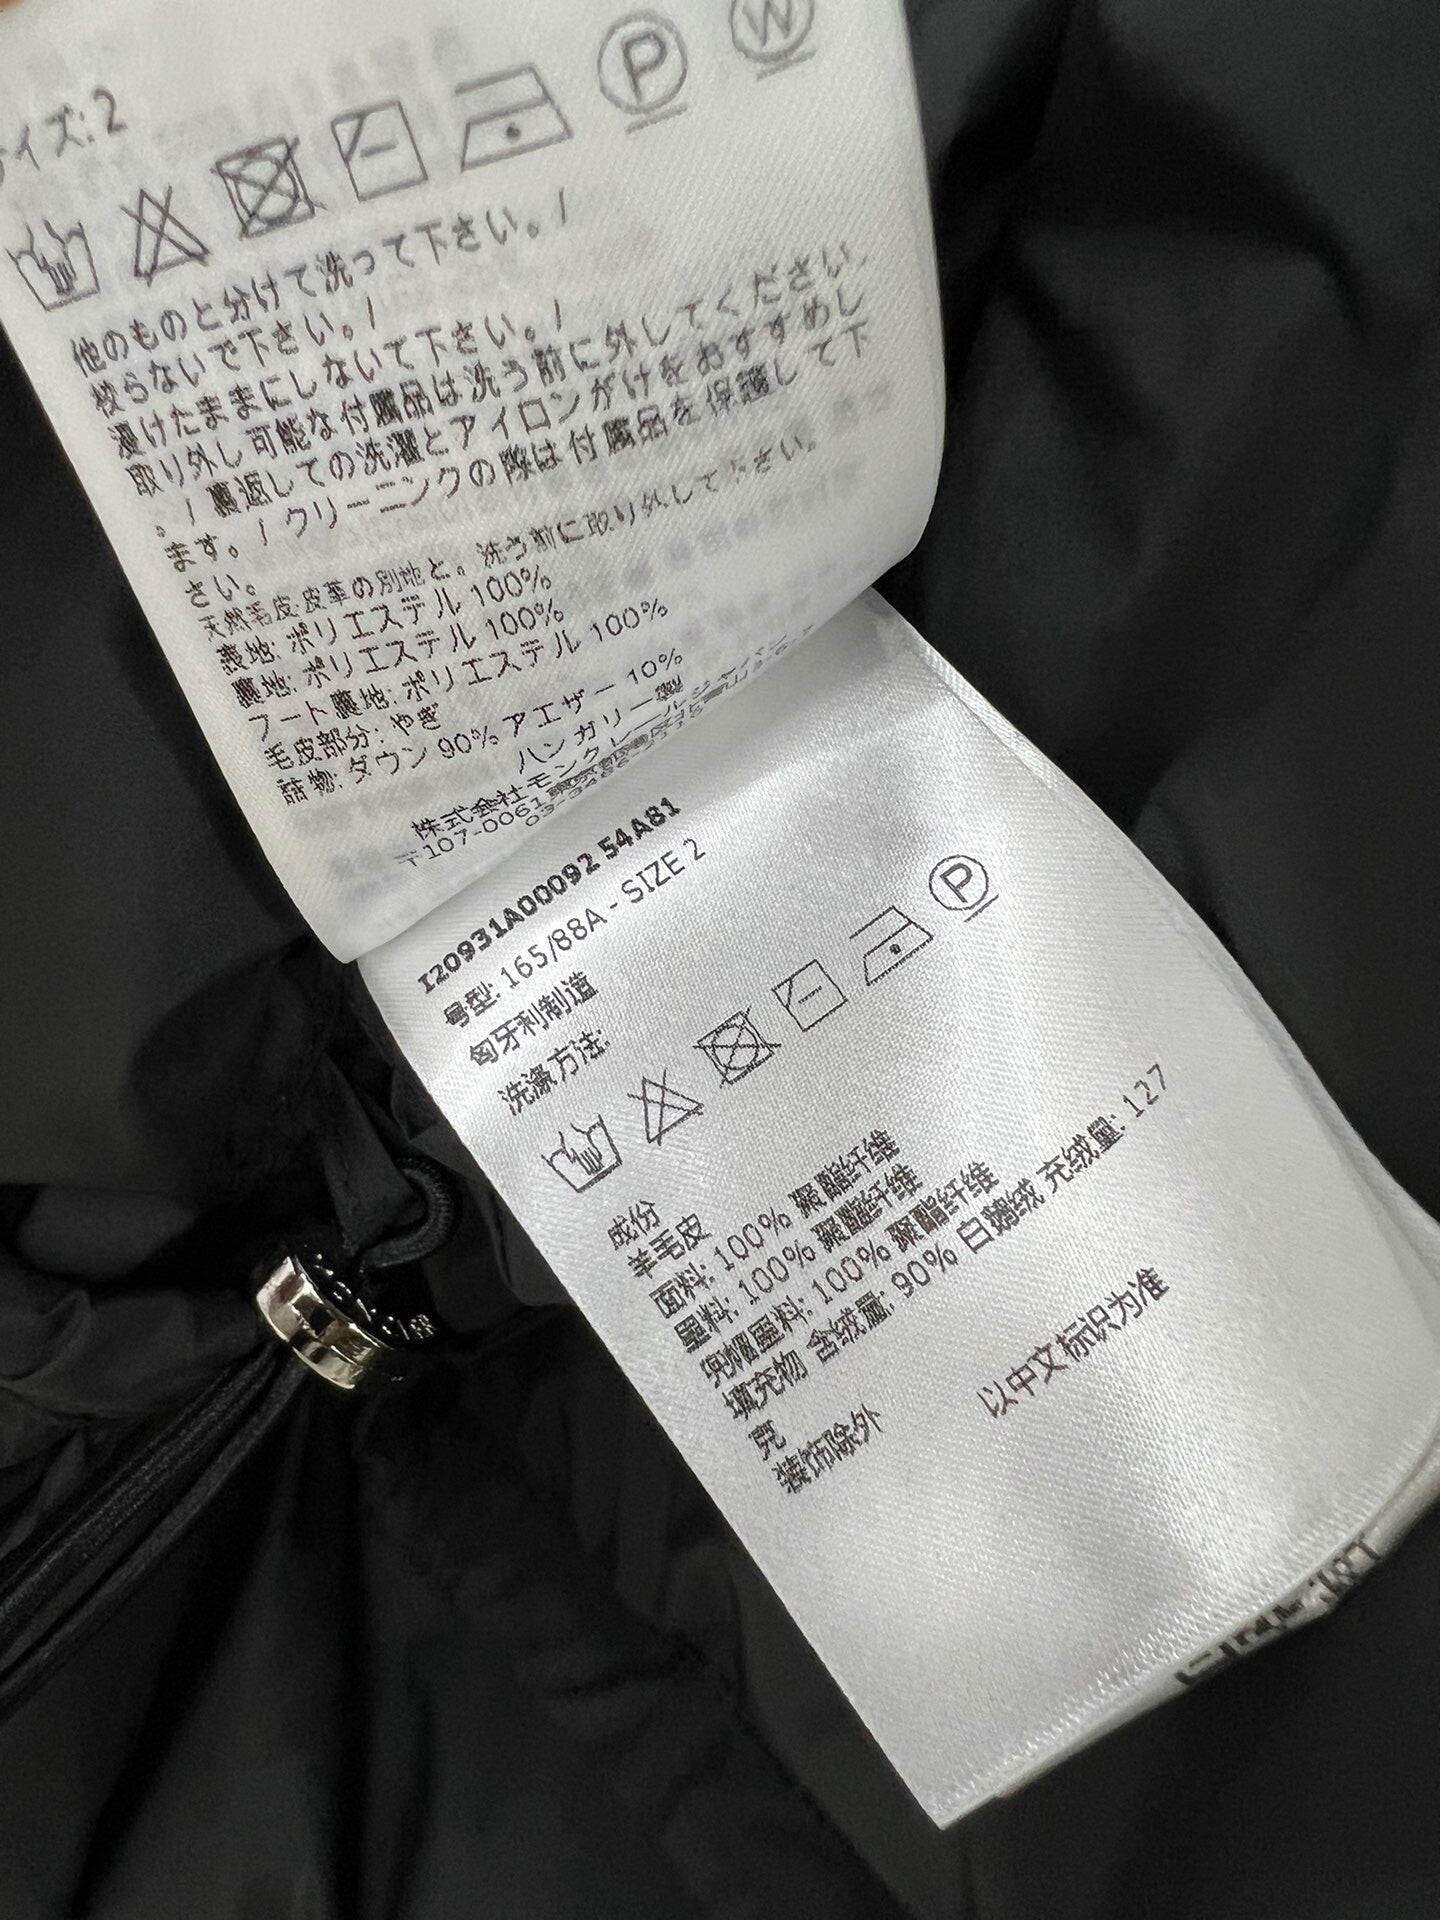 サイズ: 2
P
W
他のものと分けて洗って下さい。/
絞らないで下さい。/
浸けたままにしないで下さい。/
取り外し可能な付属品は洗う前に外してください
。/ 裏返しての洗濯とアイロンがけをおすすめし
ます。/ クリーニングの際は付属品を保護して下
さい。
天然毛皮,皮革の別地と。洗う前に取り外して下さい。
表地: ポリエステル 100%
裏地: ポリエステル 100%
フード裏地: ポリエステル 100%
毛皮部分: やぎ
詰物: ダウン 90% フェザー 10%
ハンガリー製
株式会社モンクレールジャパン
〒107-0061
I20931A00092 54A81
号型: 165/88A - SIZE 2
匈牙利制造
洗涤方法:
P
成份
羊毛皮
面料: 100% 聚酯纤维
里料: 100% 聚酯纤维
兜帽里料: 100% 聚酯纤维
填充物 含绒量: 90% 白鹅绒 充绒量: 127
克
装饰除外
以中文标识为准